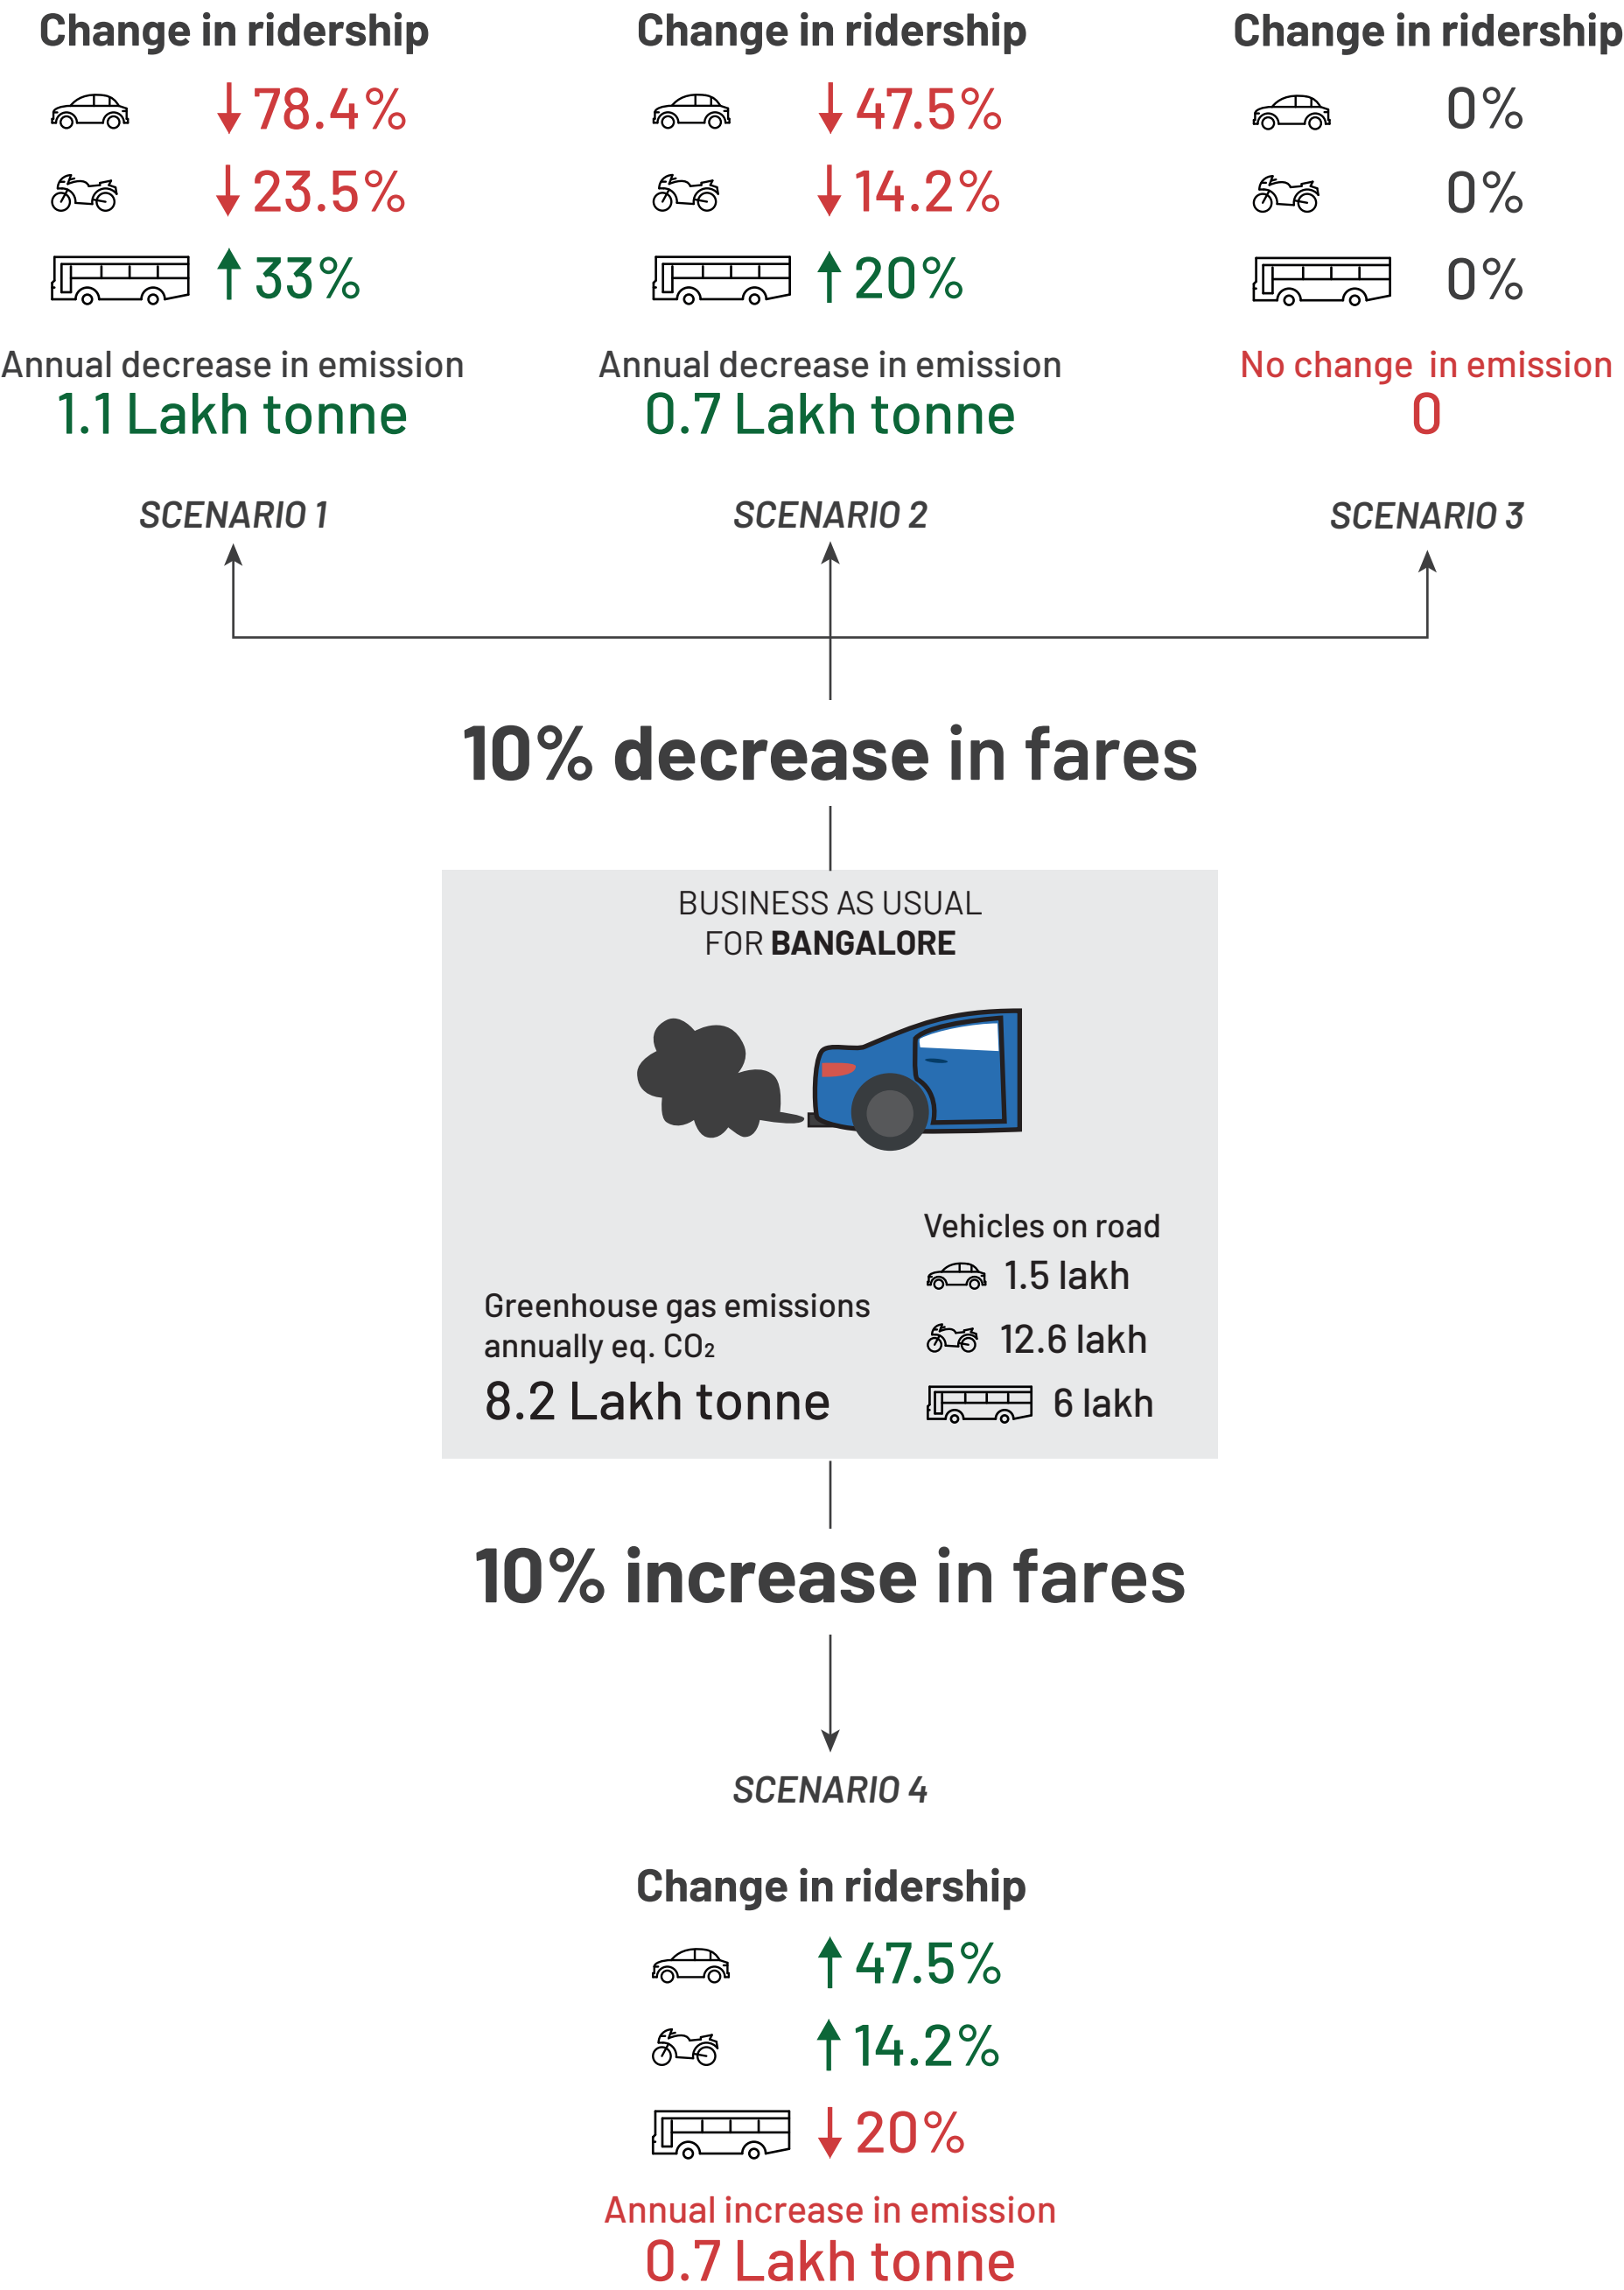 Change in ridership
78.4%
23.5%
33%
Annual decrease in emission
1.1 Lakh tonne
SCENARIO 1
Change in ridership
47.5%
14.2%
20%
Annual decrease in emission
0.7 Lakh tonne
SCENARIO 2
Change in ridership
0%
0%
0%
No change in emission
0
SCENARIO 3
10% decrease in fares
BUSINESS AS USUAL
FOR BANGALORE
Vehicles on road
1.5 lakh
12.6 lakh
6 lakh
Greenhouse gas emissions
annually eq. CO₂
8.2 Lakh tonne
10% increase in fares
SCENARIO 4
Change in ridership
47.5%
14.2%
20%
Annual increase in emission
0.7 Lakh tonne